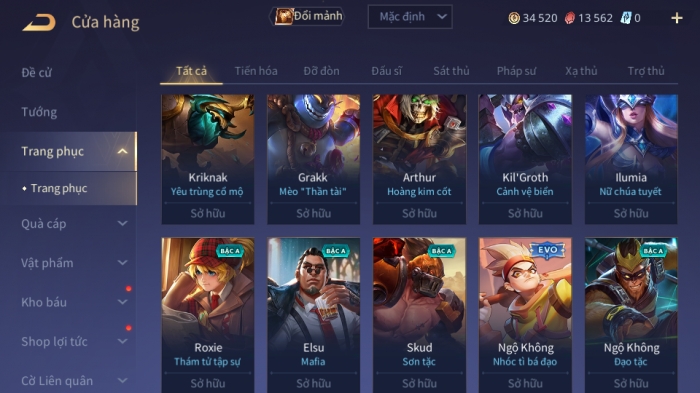 Cửa hàng
Đổi mảnh
Mặc định
34 520
13 562
0
Đề cử
Tướng
Trang phục
Trang phục
Quà cáp
Vật phẩm
Kho báu
Shop lợi tức
Cờ Liên quân
Tất cả Tiến hóa Đỡ đòn Đấu sĩ Sát thủ Pháp sư Xạ thủ Trợ thủ
Kriknak
Yêu trùng cổ mộ
Sở hữu
Grakk
Mèo "Thần tài"
Sở hữu
Arthur
Hoàng kim cốt
Sở hữu
Kil'Groth
Cảnh vệ biển
Sở hữu
Ilumia
Nữ chúa tuyết
Sở hữu
BẬC A
Roxie
Thám tử tập sự
Sở hữu
BẬC A
Elsu
Mafia
Sở hữu
BẬC A
Skud
Sơn tặc
Sở hữu
EVO
Ngộ Không
Nhóc tì bá đạo
Sở hữu
BẬC A
Ngộ Không
Đạo tặc
Sở hữu